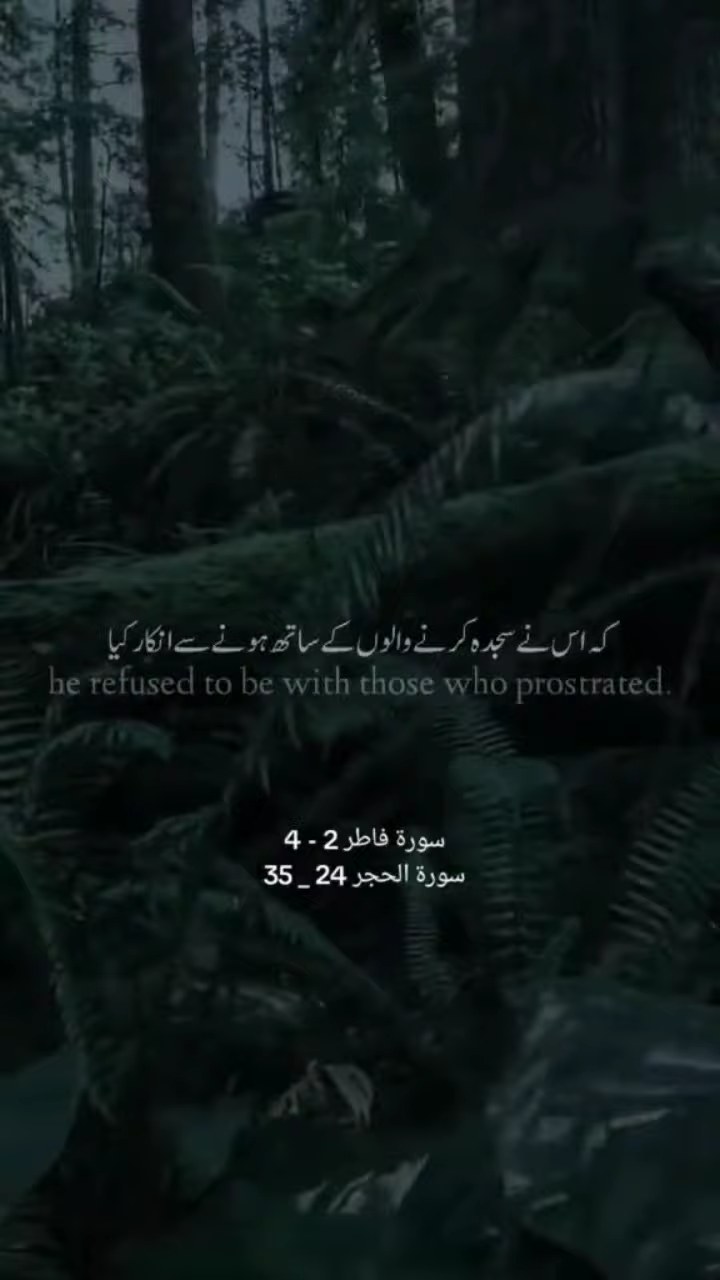 کہ اس نے سجدہ کرنے والوں کے ساتھ ہونے سے انکار کیا
he refused to be with those who prostrated.
سورة فاطر 2 - 4
سورة الحجر 24 _ 35